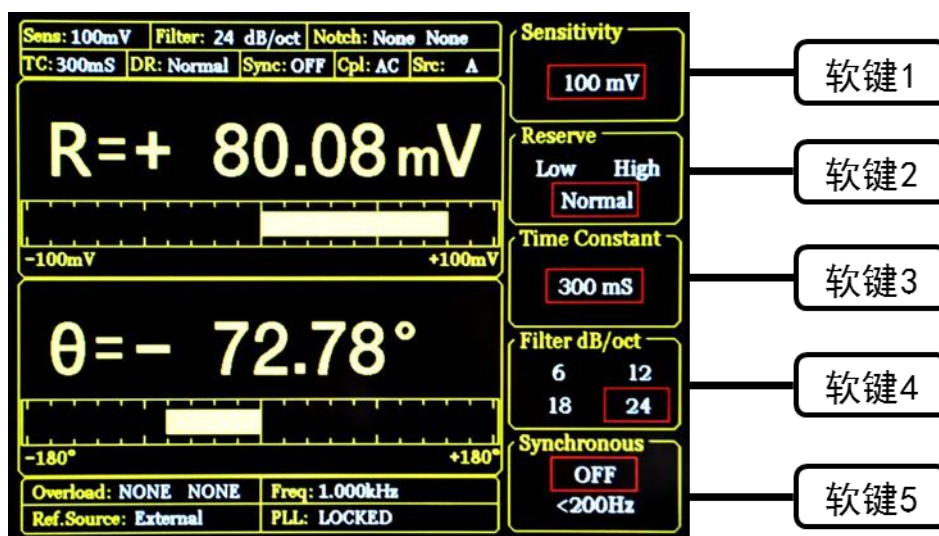 Sens: 100mV Filter: 24 dB/oct Notch: None None
TC: 300mS DR: Normal Sync: OFF Cpl: AC Src: A
R=+ 80.08 mV
-100mV +100mV
θ=- 72.78°
-180° +180°
Overload: NONE NONE Freq: 1.000kHz
Ref.Source: External PLL: LOCKED
Sensitivity
100 mV
Reserve
Low High
Normal
Time Constant
300 mS
Filter dB/oct
6 12
18 24
Synchronous
OFF
<200Hz
软键1
软键2
软键3
软键4
软键5